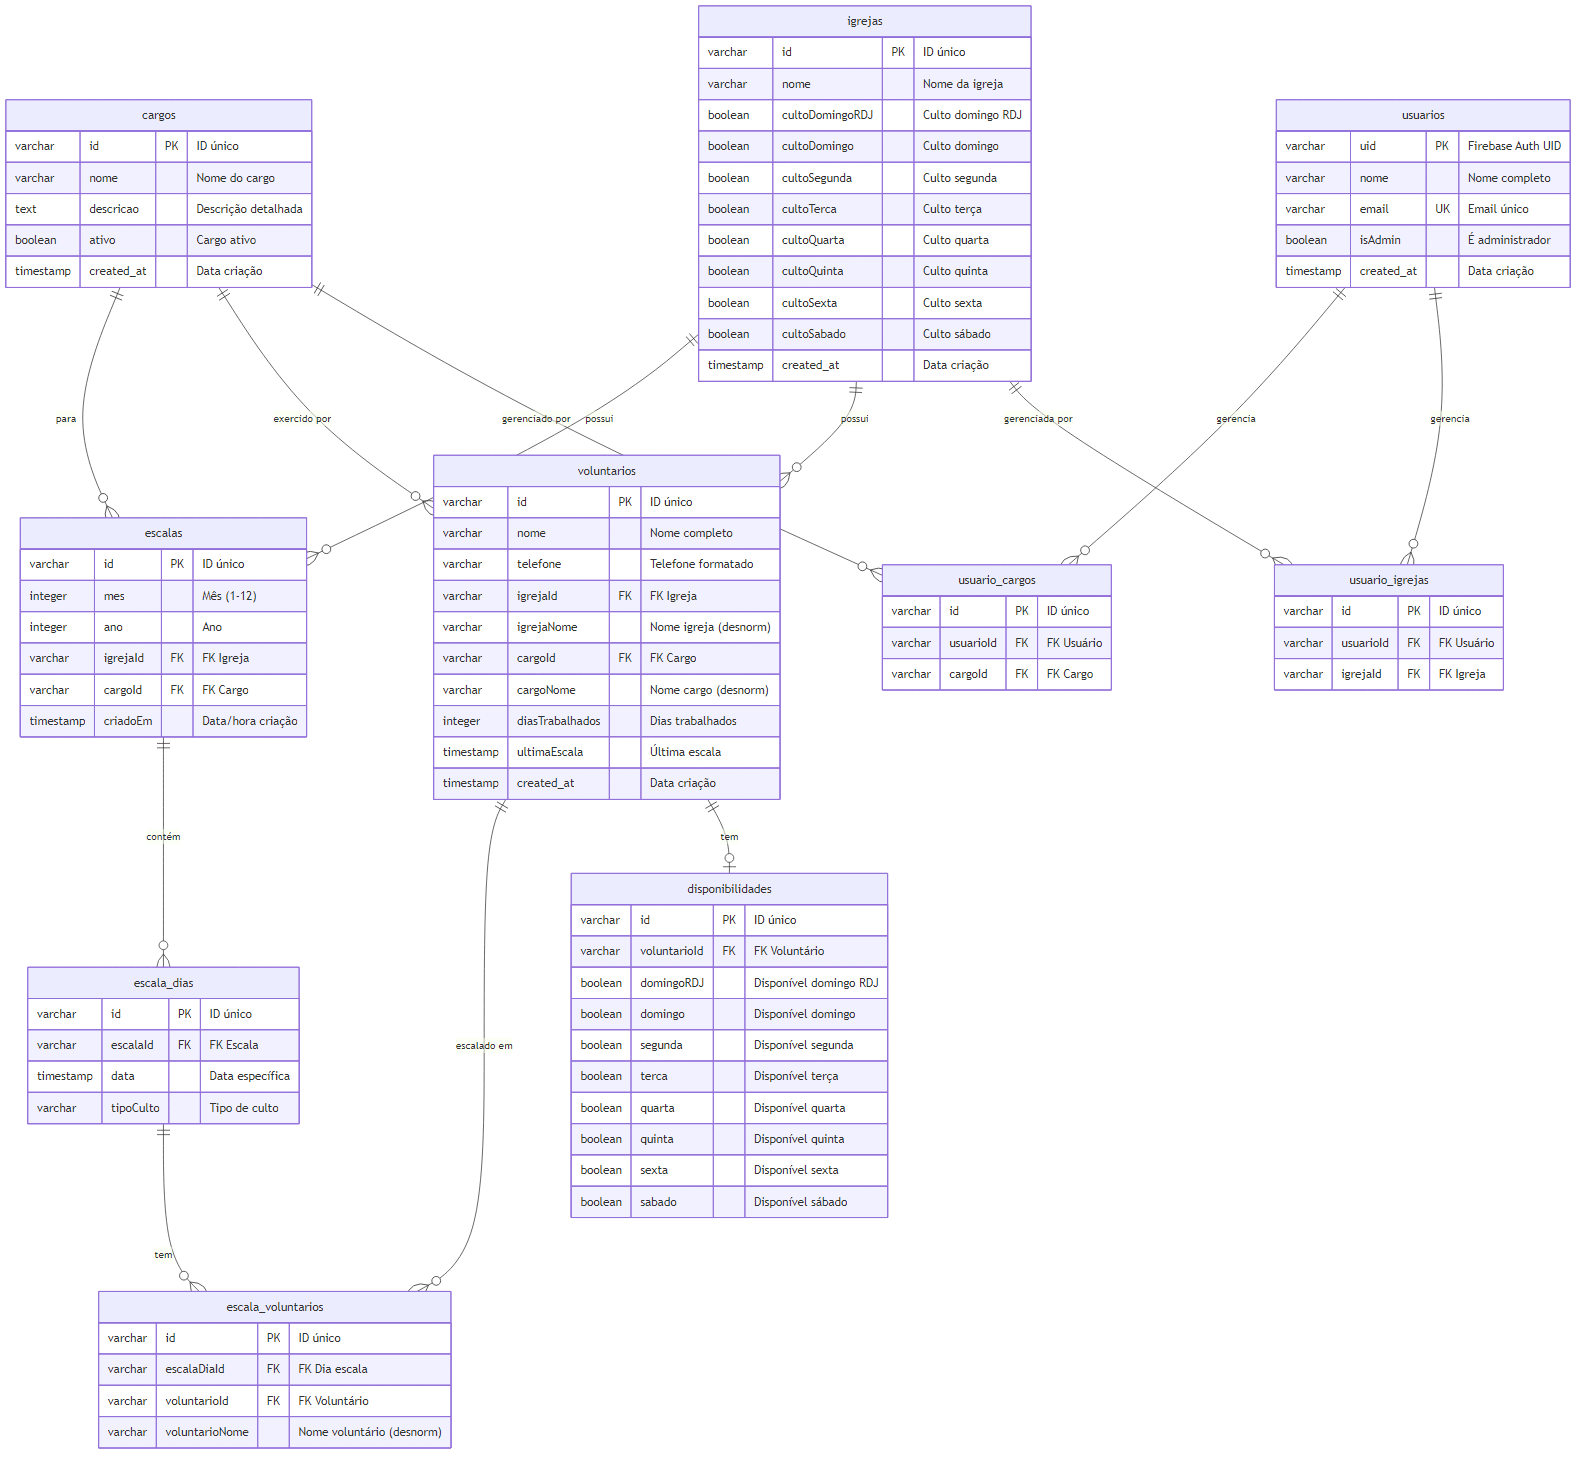 igrejas
varchar id PK ID único
varchar nome Nome da igreja
boolean cultoDomingoRDJ Culto domingo RDJ
boolean cultoDomingo Culto domingo
boolean cultoSegunda Culto segunda
boolean cultoTerca Culto terça
boolean cultoQuarta Culto quarta
boolean cultoQuinta Culto quinta
boolean cultoSexta Culto sexta
boolean cultoSabado Culto sábado
timestamp created_at Data criação
cargos
varchar id PK ID único
varchar nome Nome do cargo
text descricao Descrição detalhada
boolean ativo Cargo ativo
timestamp created_at Data criação
usuarios
varchar uid PK Firebase Auth UID
varchar nome Nome completo
varchar email UK Email único
boolean isAdmin É administrador
timestamp created_at Data criação
para
exercido por
gerenciado por
possui
possui
gerenciada por
gerencia
gerencia
voluntarios
varchar id PK ID único
varchar nome Nome completo
varchar telefone Telefone formatado
varchar igrejaId FK FK Igreja
varchar igrejaNome Nome igreja (desnorm)
varchar cargoId FK FK Cargo
varchar cargoNome Nome cargo (desnorm)
integer diasTrabalhados Dias trabalhados
timestamp ultimaEscala Última escala
timestamp created_at Data criação
escalas
varchar id PK ID único
integer mes Mês (1-12)
integer ano Ano
varchar igrejaId FK FK Igreja
varchar cargoId FK FK Cargo
timestamp criadoEm Data/hora criação
usuario_cargos
varchar id PK ID único
varchar usuarioId FK FK Usuário
varchar cargoId FK FK Cargo
usuario_igrejas
varchar id PK ID único
varchar usuarioId FK FK Usuário
varchar igrejaId FK FK Igreja
contém
tem
disponibilidades
varchar id PK ID único
varchar voluntarioId FK FK Voluntário
boolean domingoRDJ Disponível domingo RDJ
boolean domingo Disponível domingo
boolean segunda Disponível segunda
boolean terca Disponível terça
boolean quarta Disponível quarta
boolean quinta Disponível quinta
boolean sexta Disponível sexta
boolean sabado Disponível sábado
escala_dias
varchar id PK ID único
varchar escalaId FK FK Escala
timestamp data Data específica
varchar tipoCulto Tipo de culto
escalado em
tem
escala_voluntarios
varchar id PK ID único
varchar escalaDiaId FK FK Dia escala
varchar voluntarioId FK FK Voluntário
varchar voluntarioNome Nome voluntário (desnorm)